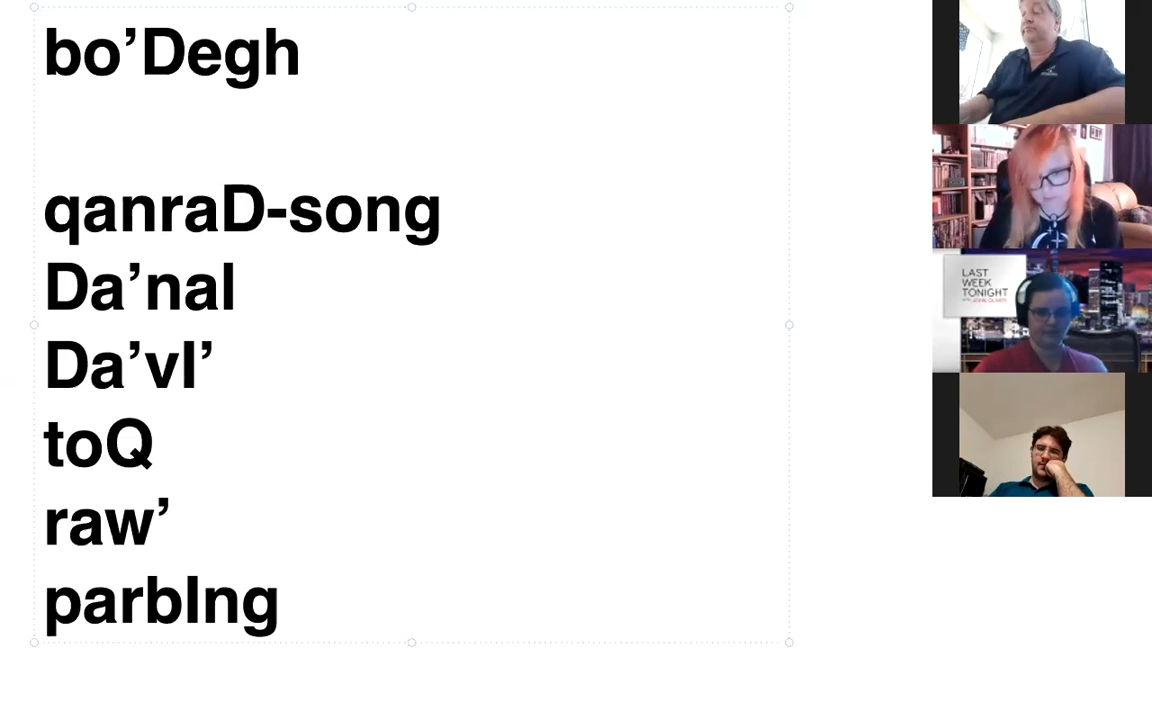 bo’Degh
qanraD-song
Da’nal
Da’vI’
toQ
raw’
parbIng
LAST
WEEK
TONIGHT